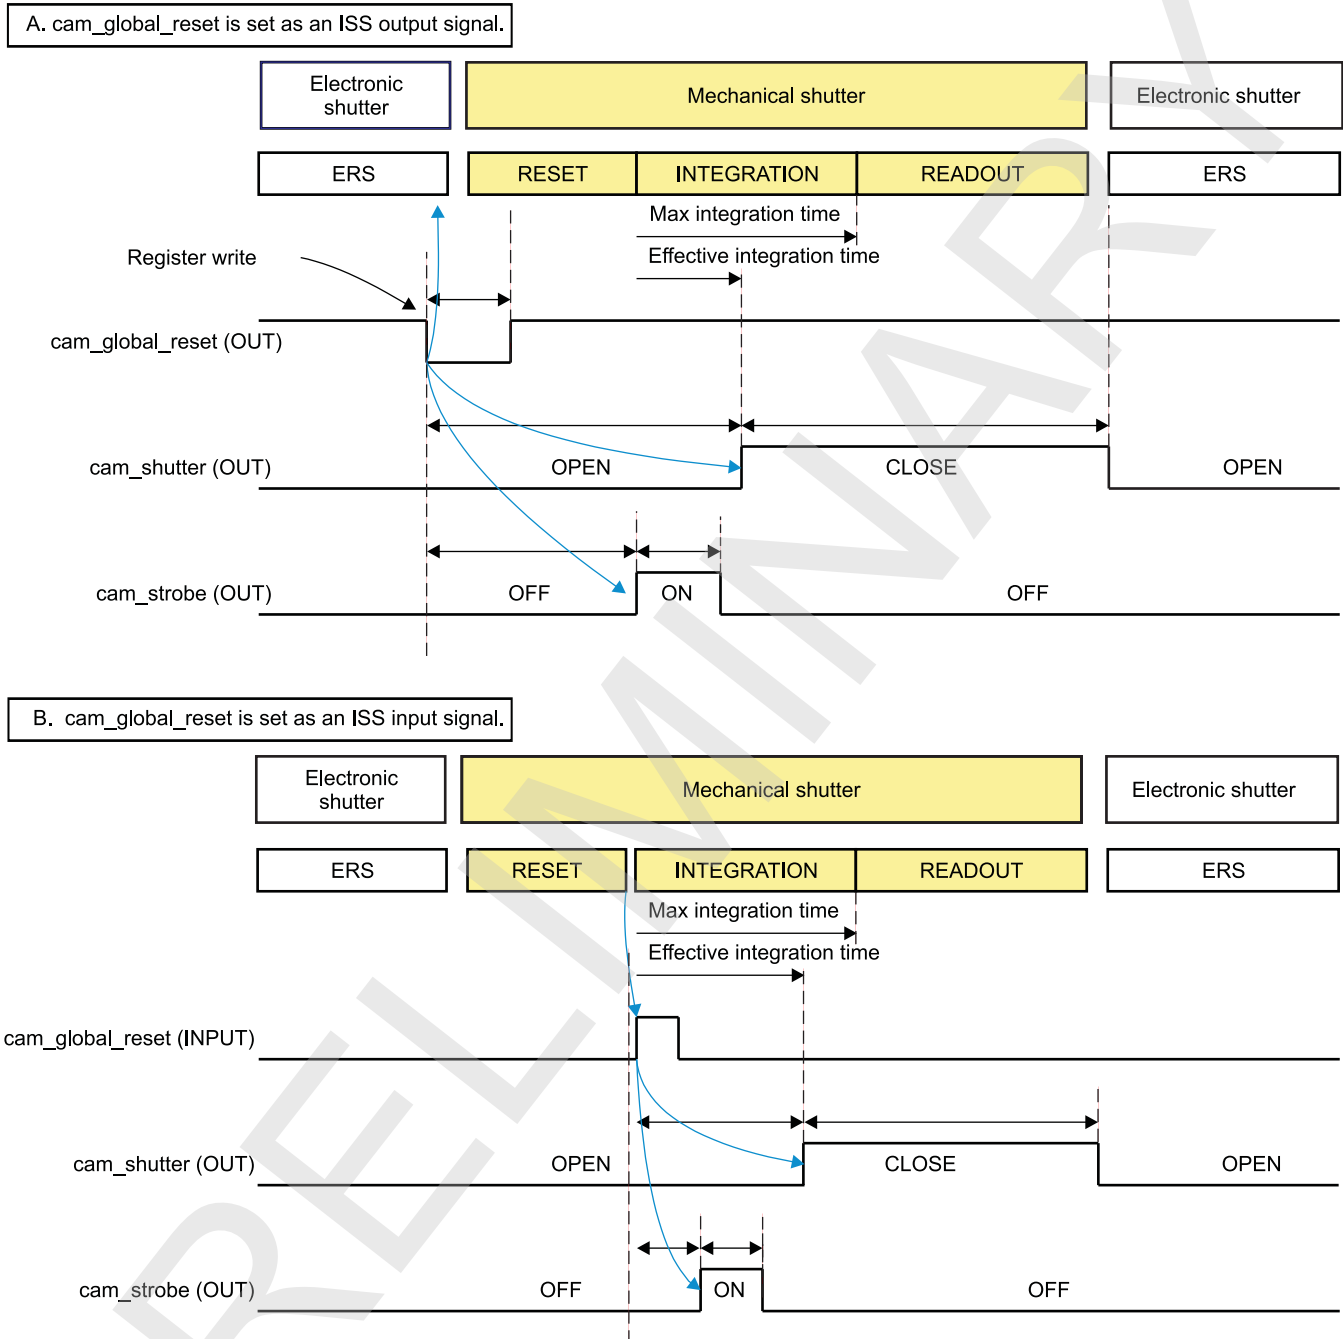 A. cam_global_reset is set as an ISS output signal.
Electronic
shutter
Mechanical shutter
Electronic shutter
ERS
RESET
INTEGRATION
READOUT
ERS
Max integration time
Register write
Effective integration time
cam_global_reset (OUT)
cam_shutter (OUT)
OPEN
CLOSE
OPEN
cam_strobe (OUT)
OFF
ON
OFF
B. cam_global_reset is set as an ISS input signal.
Electronic
shutter
Mechanical shutter
Electronic shutter
ERS
RESET
INTEGRATION
READOUT
ERS
Max integration time
Effective integration time
cam_global_reset (INPUT)
cam_shutter (OUT)
OPEN
CLOSE
OPEN
cam_strobe (OUT)
OFF
ON
OFF
RELIMINARY